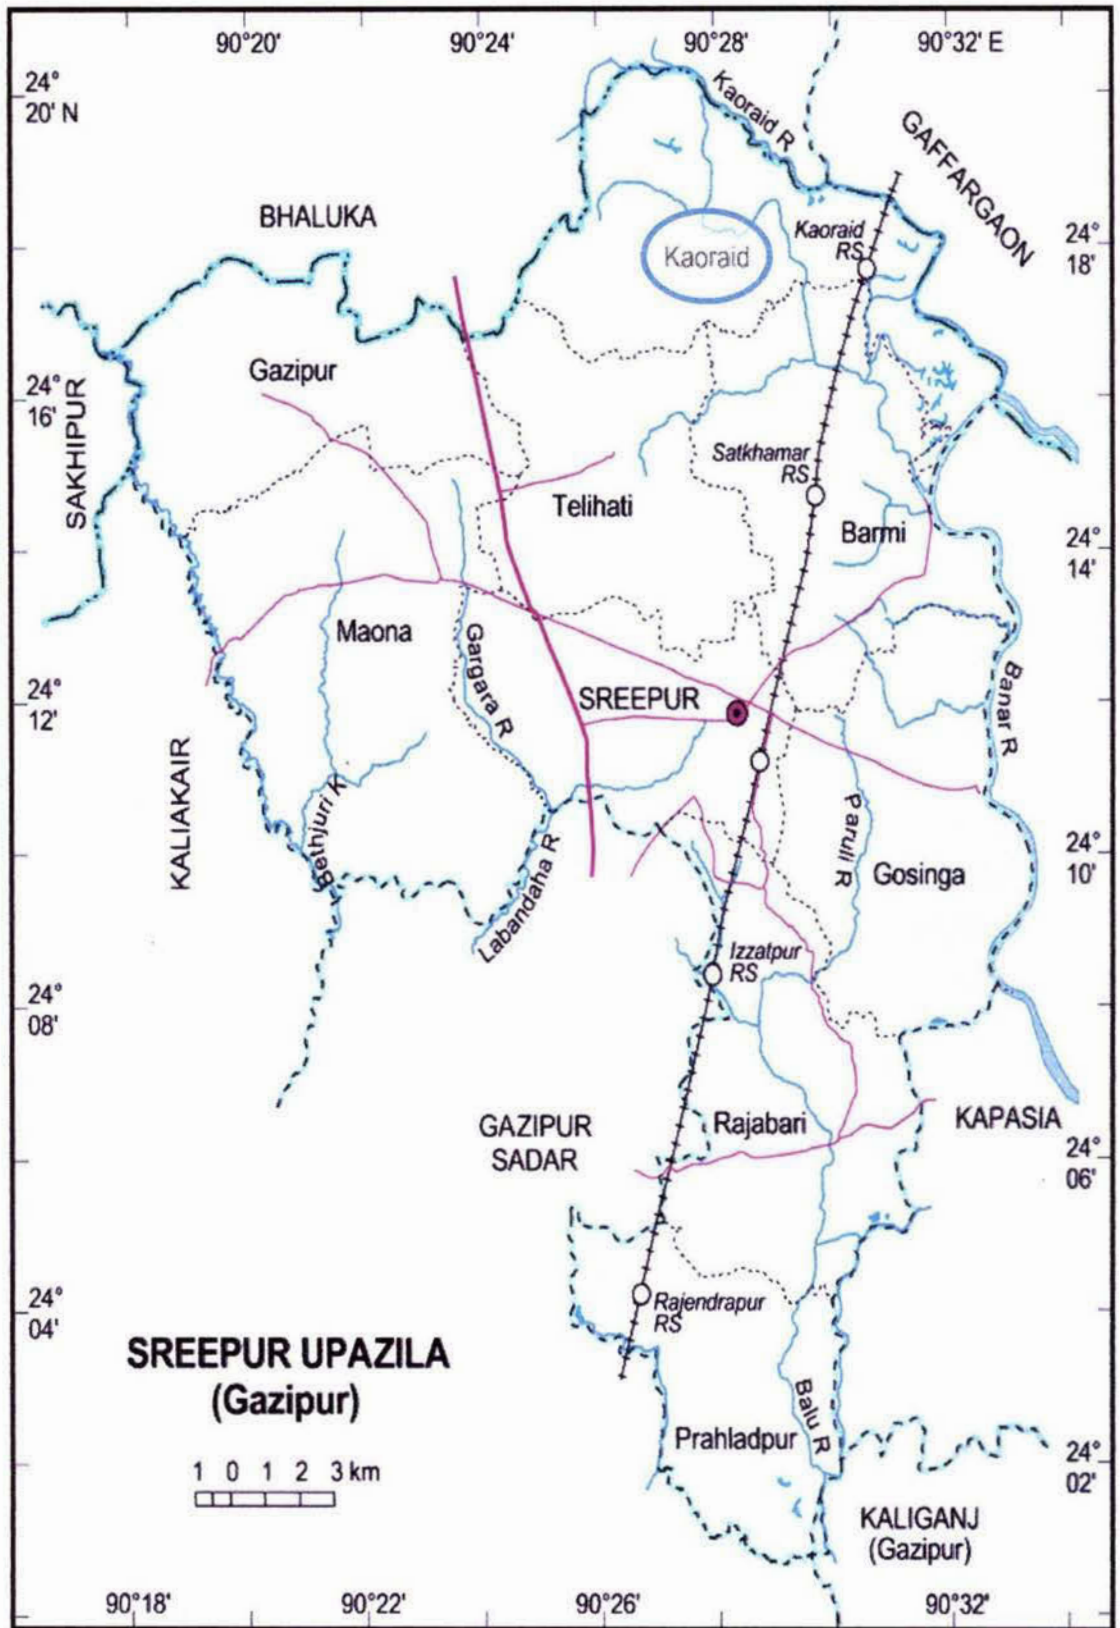 90°20'
90°24'
90°28'
90°32' E
24°
20' N
Kaoraid R
GAFFARGAON
BHALUKA
Kaoraid
RS
Kaoraid
24°
18'
Gazipur
24°
16'
SAKHIPUR
Satkhamar
RS
Telihati
Barmi
24°
14'
Maona
Gargara R
SREEPUR
Banar R
24°
12'
KALIAKAIR
Bethjuri K
Paruli R
Gosinga
24°
10'
Labandaha R
Izzatpur
RS
24°
08'
GAZIPUR
SADAR
Rajabari
KAPASIA
24°
06'
24°
04'
Rajendrapur
RS
SREEPUR UPAZILA
(Gazipur)
Balu R
Prahladpur
24°
02'
1 0 1 2 3 km
KALIGANJ
(Gazipur)
90°18'
90°22'
90°26'
90°32'